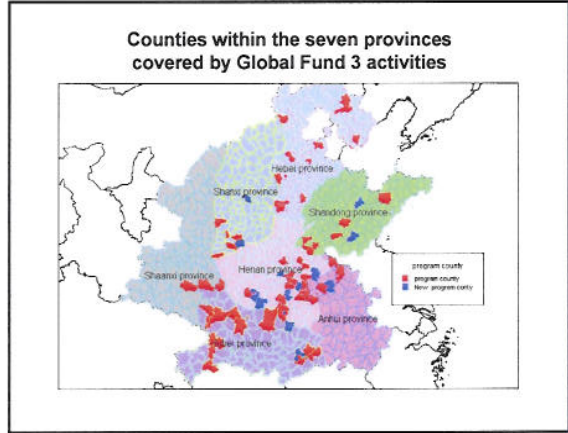 Counties within the seven provinces
covered by Global Fund 3 activities
Hebei province
Shanxi province
Shandong province
Shaanxi province
Henan province
program county
program county
New program conty
Anhui province
Hubei province